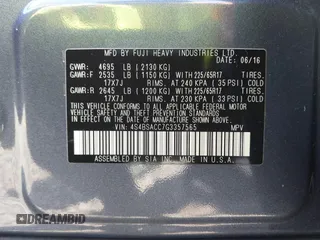 MFD BY FUJI HEAVY INDUSTRIES LTD.
DATE: 06/16
GVWR: 4695 LB (2130 KG)
GAWR:F 2535 LB (1150 KG) WITH 225/65R17 TIRES,
17X7J RIMS, AT 240 KPA (35 PSI) COLD
GAWR:R 2645 LB (1200 KG) WITH 225/65R17 TIRES,
17X7J RIMS, AT 230 KPA (33 PSI) COLD
THIS VEHICLE CONFORMS TO ALL APPLICABLE
FEDERAL MOTOR VEHICLE SAFETY, BUMPER, AND
THEFT PREVENTION STANDARDS IN EFFECT ON THE
DATE OF MANUFACTURE SHOWN ABOVE.
VIN: 4S4BSACC7G3357565 MPV
ASSEMBLED BY SIA INC. IN U.S.A.
DREAMBID